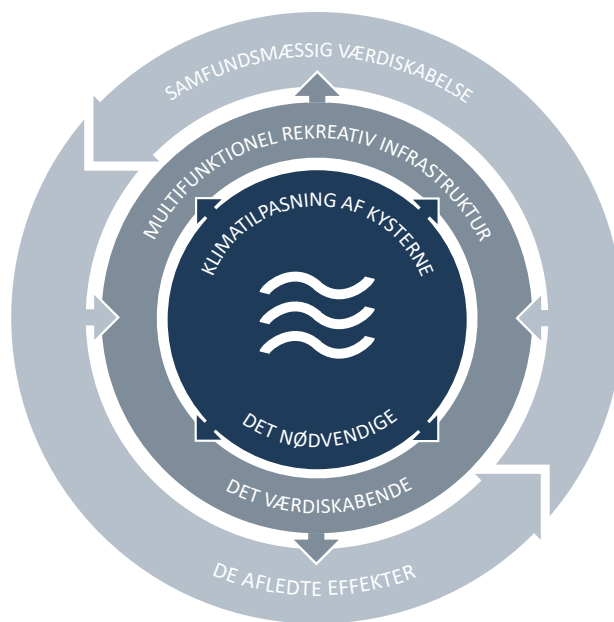 SAMFUNDSMÆSSIG VÆRDISKABELSE
MULTIFUNKTIONEL REKREATIV INFRASTRUKTUR
KLIMATILPASNING AF KYSTERNE
DET NØDVENDIGE
DET VÆRDISKABENDE
DE AFLEDTE EFFEKTER